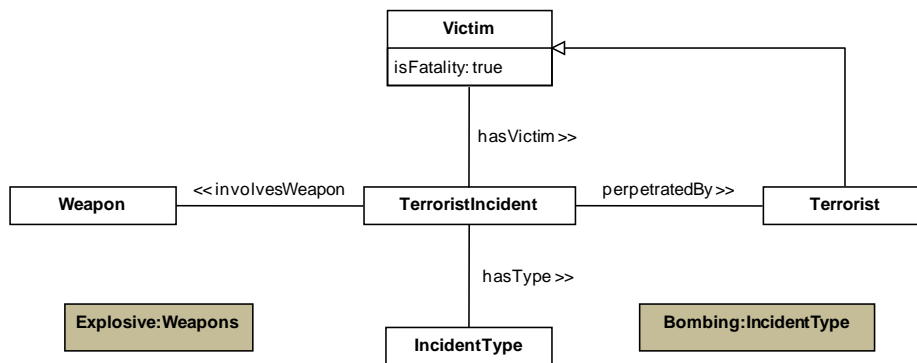 Victim
isFatality: true
hasVictim >>
<< involvesWeapon
perpetratedBy >>
Weapon
TerroristIncident
Terrorist
hasType >>
Explosive:Weapons
Bombing:IncidentType
IncidentType